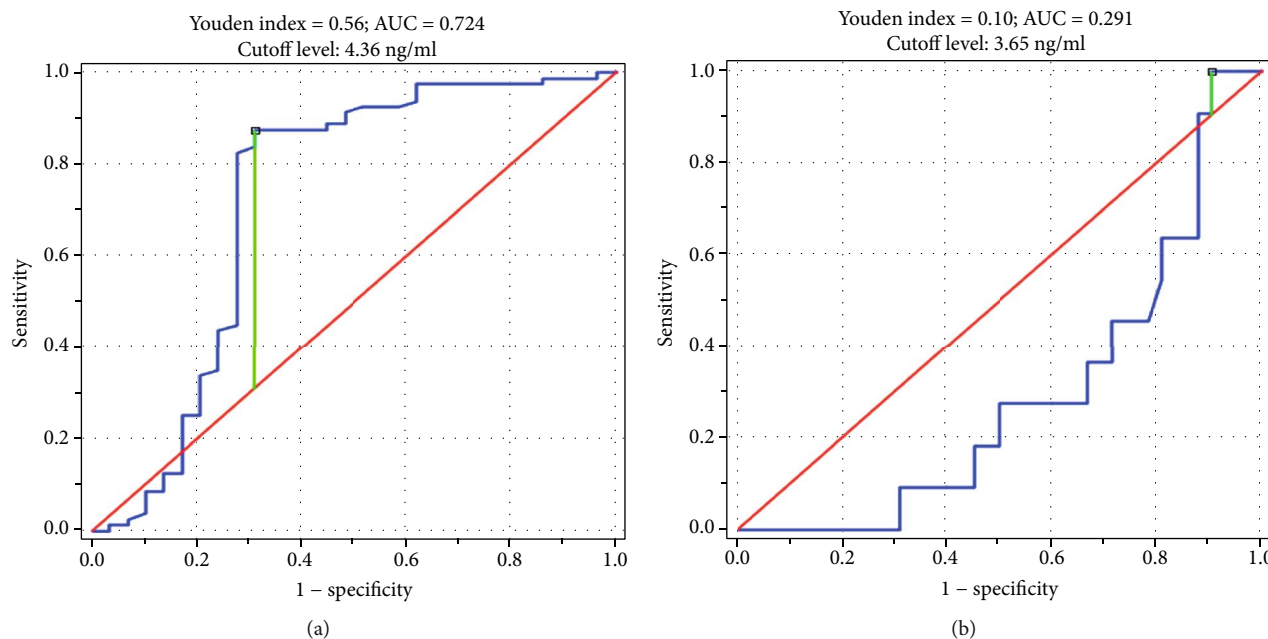 Youden index = 0.56; AUC = 0.724
Cutoff level: 4.36 ng/ml
1.0
0.8
0.6
0.4
0.2
0.0
Sensitivity
0.0 0.2 0.4 0.6 0.8 1.0
1 − specificity
(a)
Youden index = 0.10; AUC = 0.291
Cutoff level: 3.65 ng/ml
1.0
0.8
0.6
0.4
0.2
0.0
Sensitivity
0.0 0.2 0.4 0.6 0.8 1.0
1 − specificity
(b)